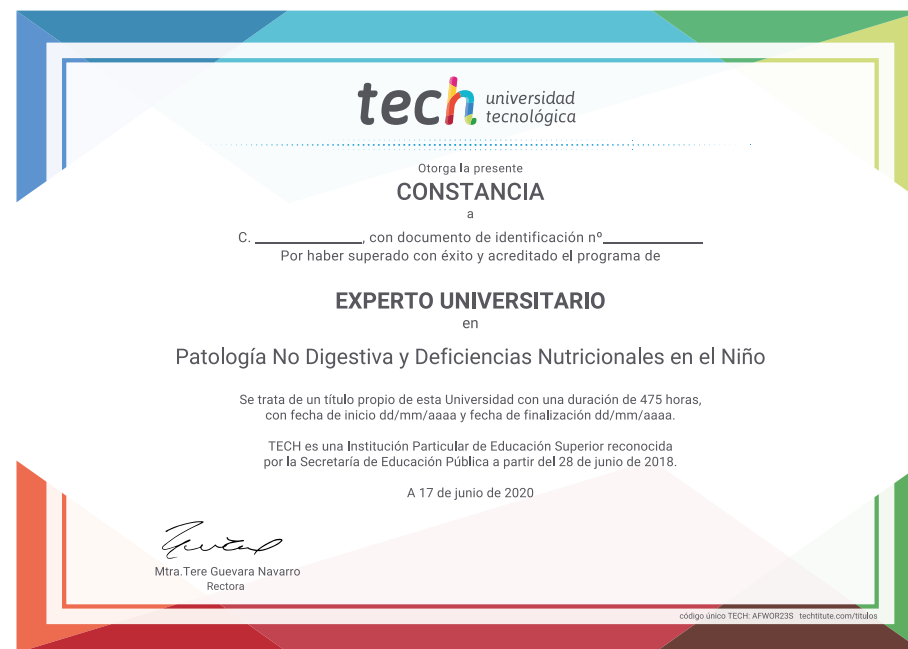 tech universidad
tecnológica
Otorga la presente
CONSTANCIA
a
C. ____________, con documento de identificación nº___________
Por haber superado con éxito y acreditado el programa de
EXPERTO UNIVERSITARIO
en
Patología No Digestiva y Deficiencias Nutricionales en el Niño
Se trata de un título propio de esta Universidad con una duración de 475 horas,
con fecha de inicio dd/mm/aaaa y fecha de finalización dd/mm/aaaa.
TECH es una Institución Particular de Educación Superior reconocida
por la Secretaría de Educación Pública a partir del 28 de junio de 2018.
A 17 de junio de 2020
Mtra.Tere Guevara Navarro
Rectora
código único TECH: AFWOR23S techtitute.com/titulos